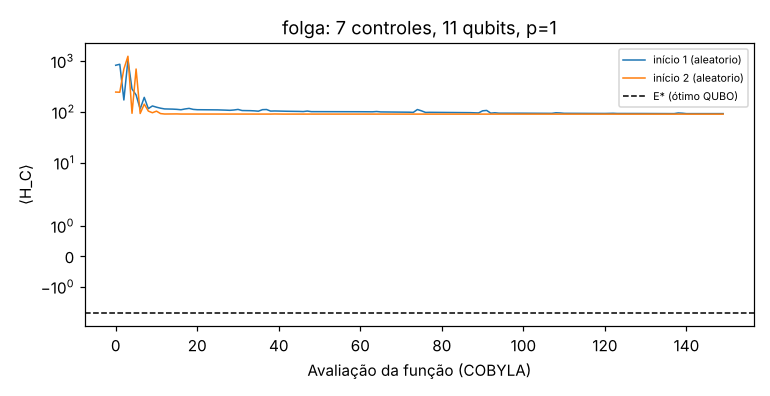 folga: 7 controles, 11 qubits, p=1
início 1 (aleatorio)
início 2 (aleatorio)
E* (ótimo QUBO)
⟨H_C⟩
10³
10²
10¹
10⁰
0
−10⁰
0 20 40 60 80 100 120 140
Avaliação da função (COBYLA)